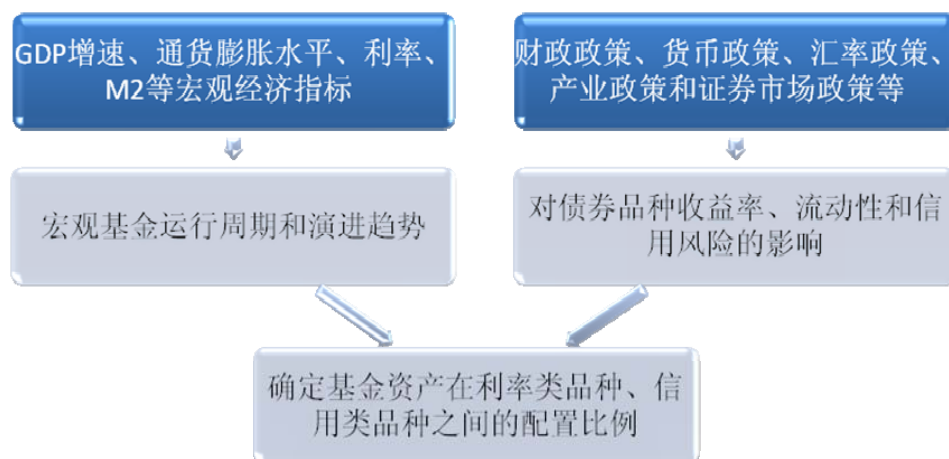 GDP增速、通货膨胀水平、利率、
M2等宏观经济指标
财政政策、货币政策、汇率政策、
产业政策和证券市场政策等
宏观基金运行周期和演进趋势
对债券品种收益率、流动性和信
用风险的影响
确定基金资产在利率类品种、信
用类品种之间的配置比例